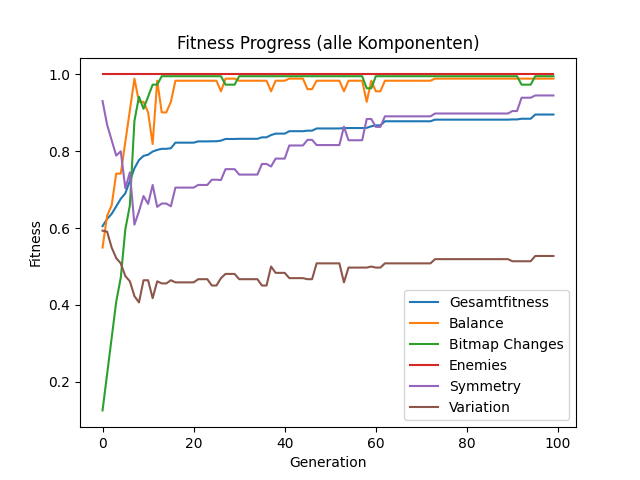 Fitness Progress (alle Komponenten)
Fitness
1.0
0.8
0.6
0.4
0.2
0
20
40
60
80
100
Generation
Gesamtfitness
Balance
Bitmap Changes
Enemies
Symmetry
Variation